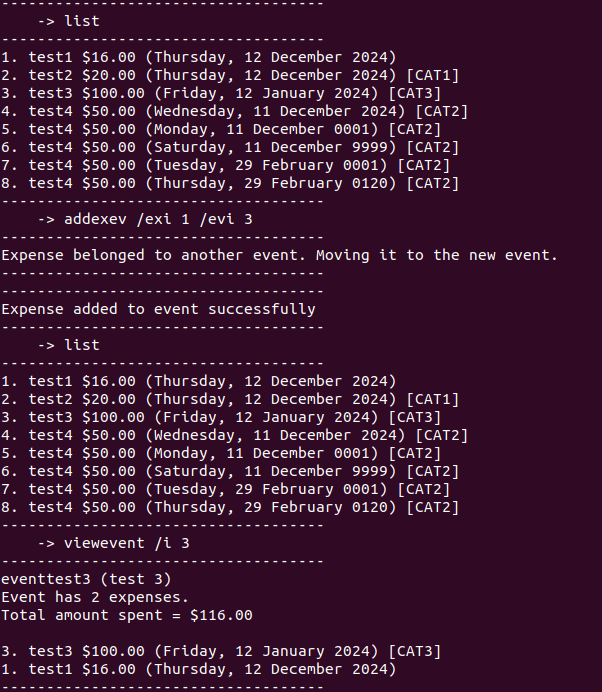 ------------------------------------
-> list
------------------------------------
1. test1 $16.00 (Thursday, 12 December 2024)
2. test2 $20.00 (Thursday, 12 December 2024) [CAT1]
3. test3 $100.00 (Friday, 12 January 2024) [CAT3]
4. test4 $50.00 (Wednesday, 11 December 2024) [CAT2]
5. test4 $50.00 (Monday, 11 December 0001) [CAT2]
6. test4 $50.00 (Saturday, 11 December 9999) [CAT2]
7. test4 $50.00 (Tuesday, 29 February 0001) [CAT2]
8. test4 $50.00 (Thursday, 29 February 0120) [CAT2]
------------------------------------
-> addexev /exi 1 /evi 3
------------------------------------
Expense belonged to another event. Moving it to the new event.
------------------------------------
------------------------------------
Expense added to event successfully
------------------------------------
-> list
------------------------------------
1. test1 $16.00 (Thursday, 12 December 2024)
2. test2 $20.00 (Thursday, 12 December 2024) [CAT1]
3. test3 $100.00 (Friday, 12 January 2024) [CAT3]
4. test4 $50.00 (Wednesday, 11 December 2024) [CAT2]
5. test4 $50.00 (Monday, 11 December 0001) [CAT2]
6. test4 $50.00 (Saturday, 11 December 9999) [CAT2]
7. test4 $50.00 (Tuesday, 29 February 0001) [CAT2]
8. test4 $50.00 (Thursday, 29 February 0120) [CAT2]
------------------------------------
-> viewevent /i 3
------------------------------------
eventtest3 (test 3)
Event has 2 expenses.
Total amount spent = $116.00
3. test3 $100.00 (Friday, 12 January 2024) [CAT3]
1. test1 $16.00 (Thursday, 12 December 2024)
------------------------------------